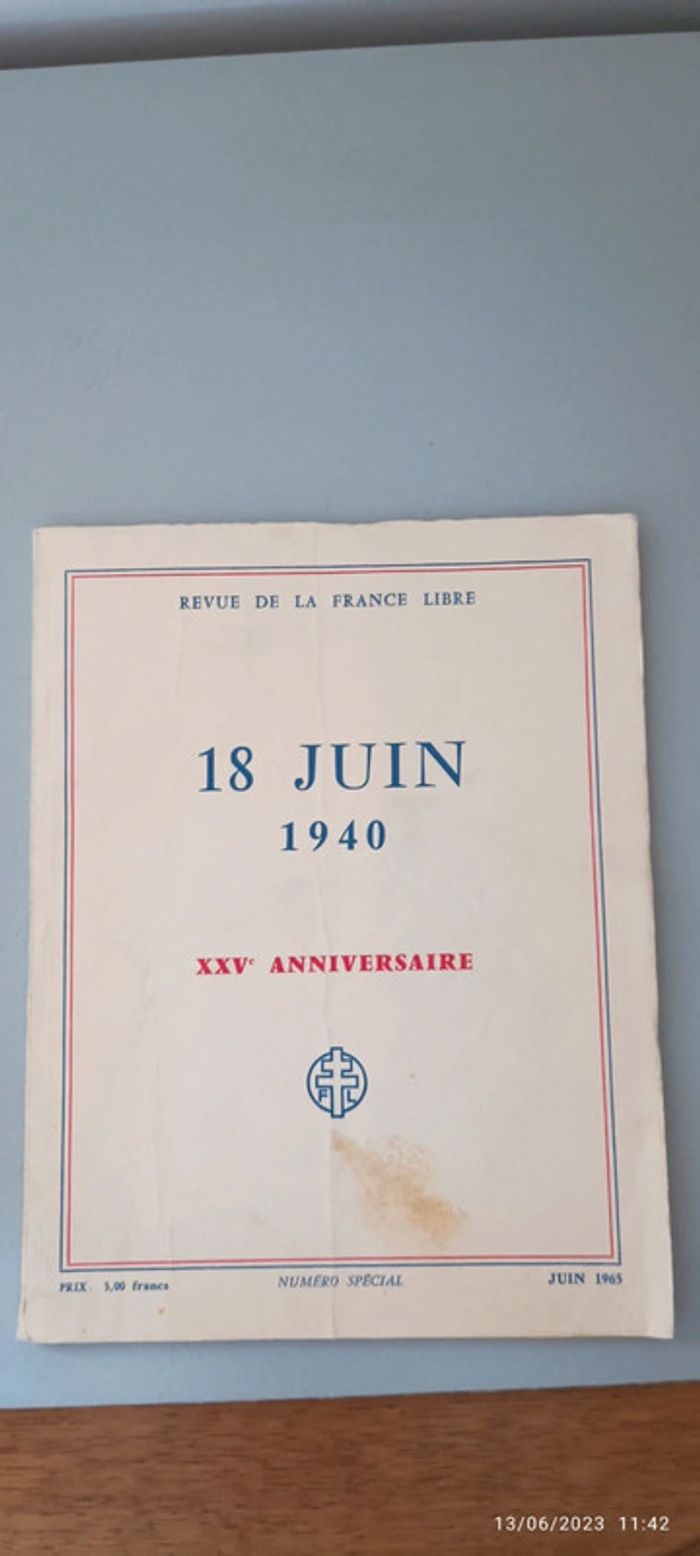 REVUE DE LA FRANCE LIBRE
18 JUIN
1940
XXVe ANNIVERSAIRE
F L
PRIX : 5,00 francs
NUMÉRO SPÉCIAL
JUIN 1965
13/06/2023 11:42